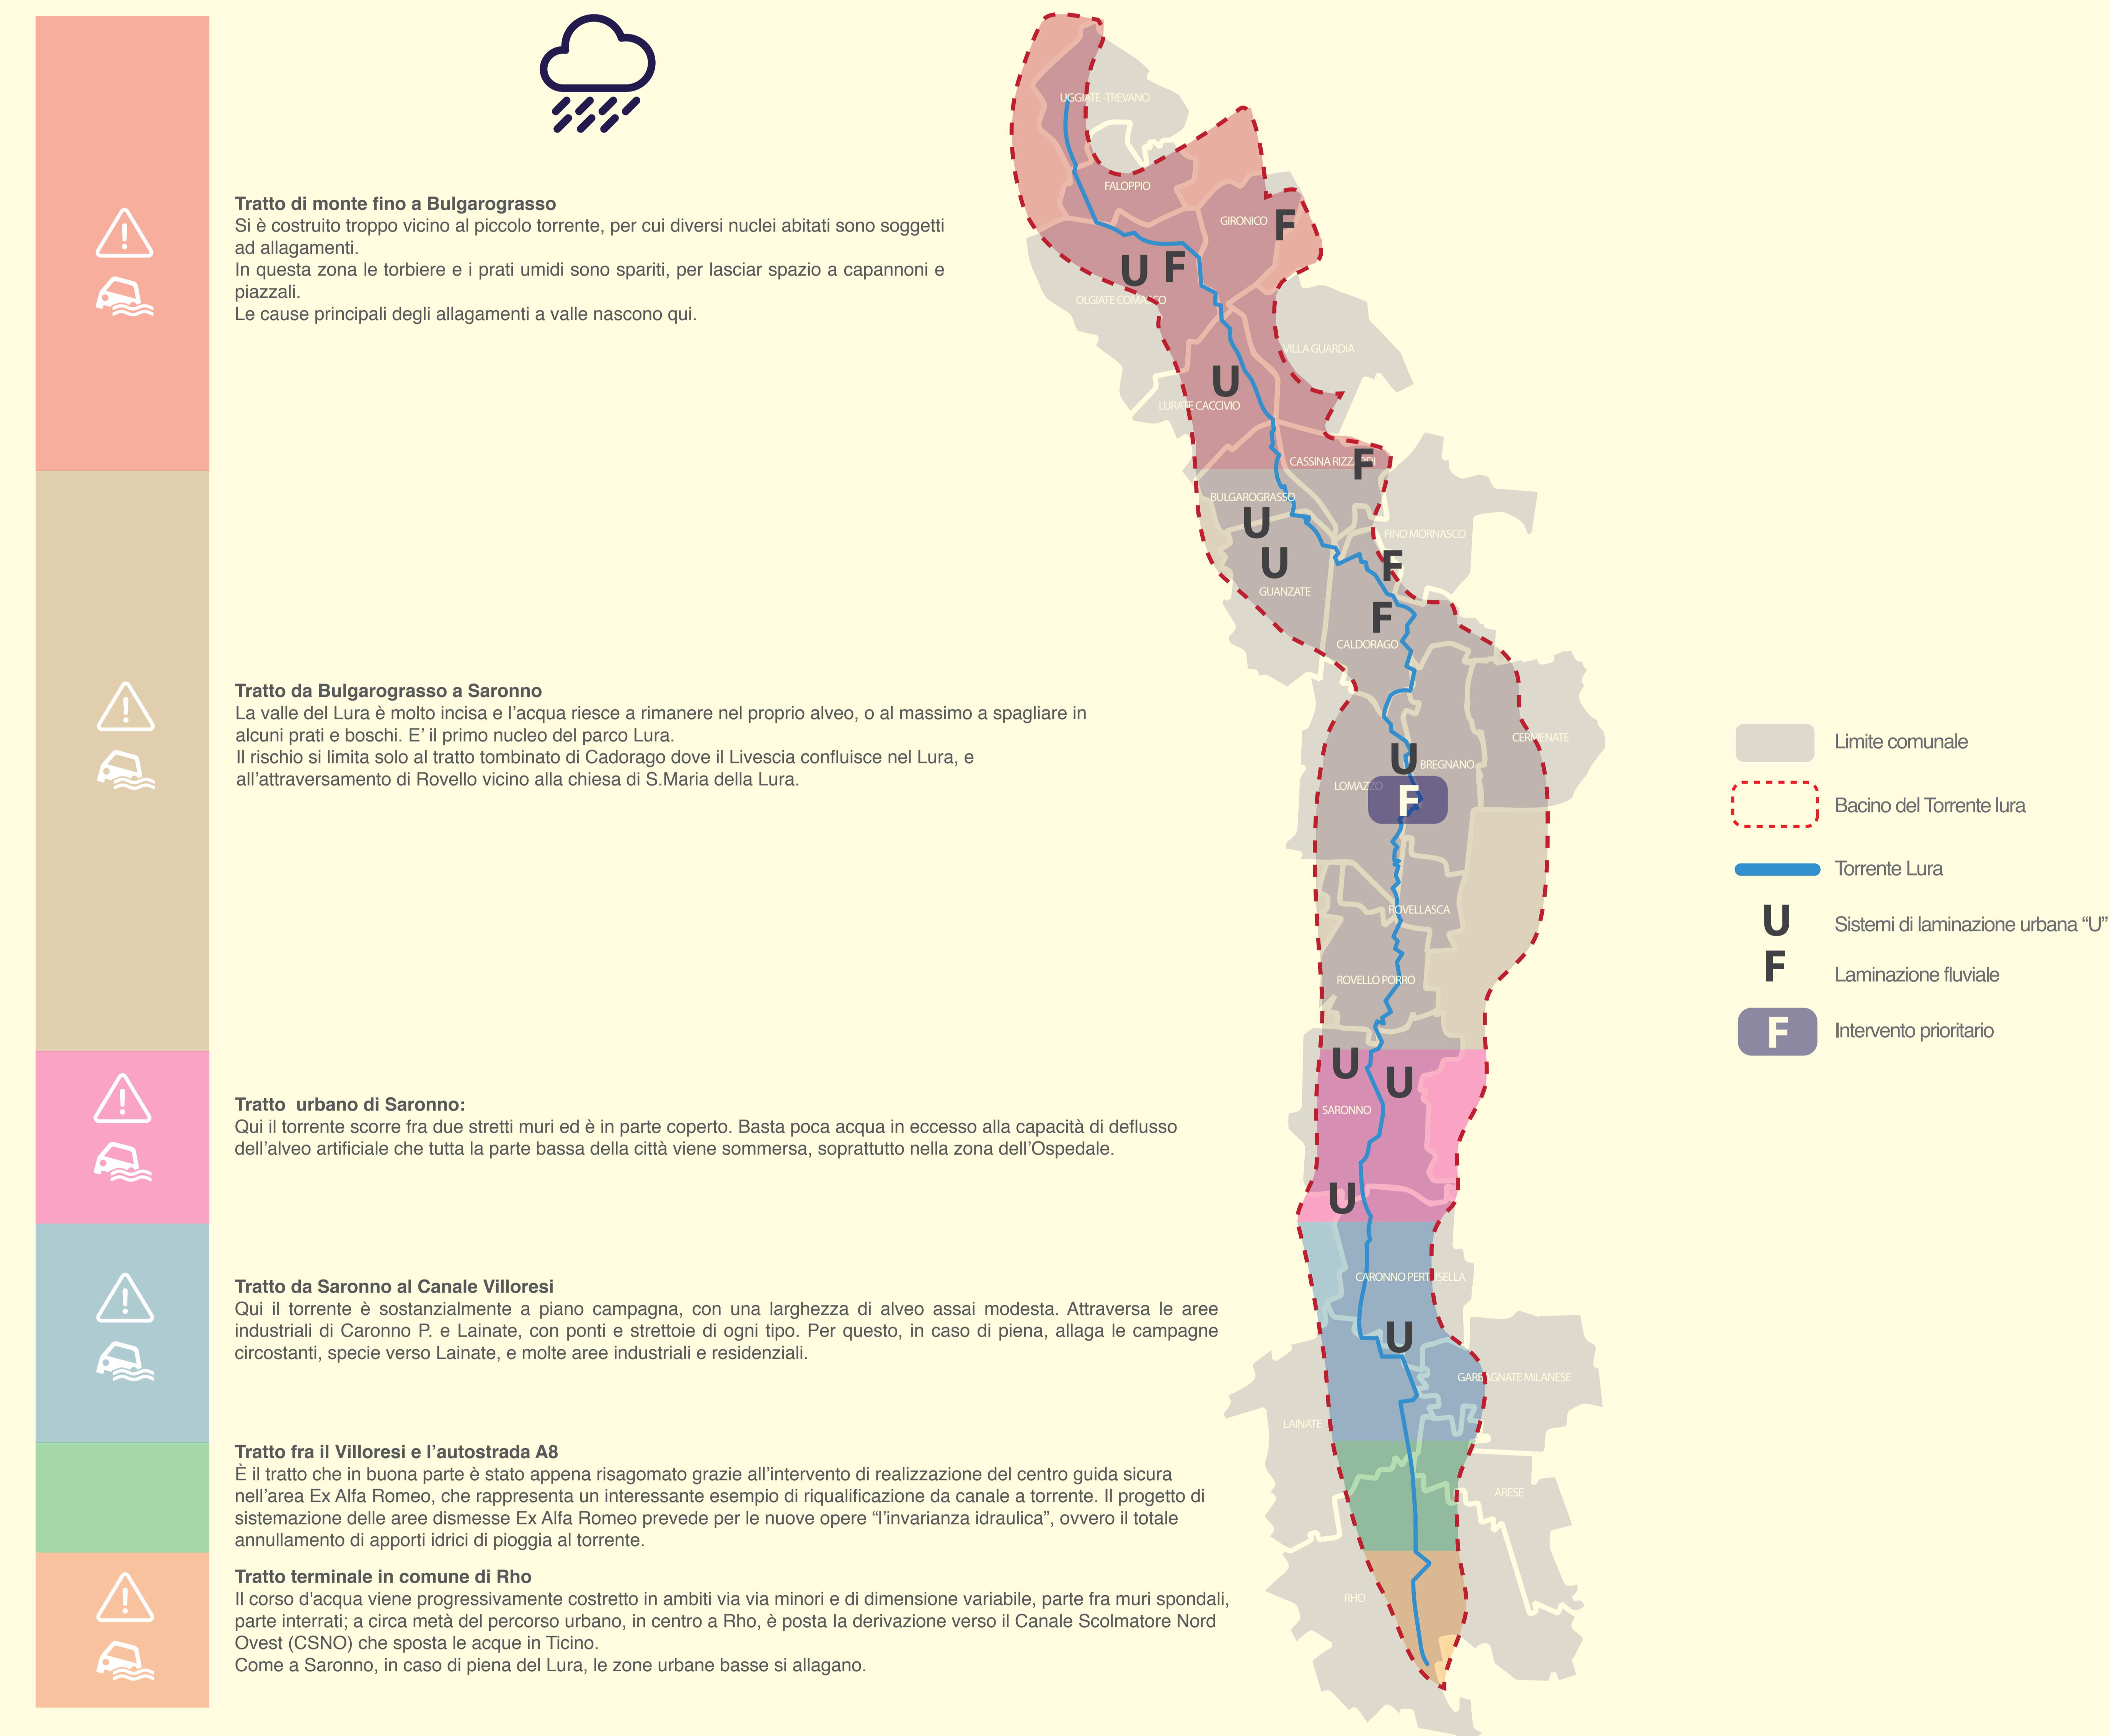 Tratto di monte fino a Bulgarograsso
Si è costruito troppo vicino al piccolo torrente, per cui diversi nuclei abitati sono soggetti
ad allagamenti.
In questa zona le torbiere e i prati umidi sono spariti, per lasciar spazio a capannoni e
piazzali.
Le cause principali degli allagamenti a valle nascono qui.
Tratto da Bulgarograsso a Saronno
La valle del Lura è molto incisa e l’acqua riesce a rimanere nel proprio alveo, o al massimo a spagliare in
alcuni prati e boschi. E’ il primo nucleo del parco Lura.
Il rischio si limita solo al tratto tombinato di Cadorago dove il Livescia confluisce nel Lura, e
all’attraversamento di Rovello vicino alla chiesa di S.Maria della Lura.
Tratto  urbano di Saronno:
Qui il torrente scorre fra due stretti muri ed è in parte coperto. Basta poca acqua in eccesso alla capacità di deflusso
dell’alveo artificiale che tutta la parte bassa della città viene sommersa, soprattutto nella zona dell’Ospedale.
Tratto da Saronno al Canale Villoresi
Qui il torrente è sostanzialmente a piano campagna, con una larghezza di alveo assai modesta. Attraversa le aree
industriali di Caronno P. e Lainate, con ponti e strettoie di ogni tipo. Per questo, in caso di piena, allaga le campagne
circostanti, specie verso Lainate, e molte aree industriali e residenziali.
Tratto fra il Villoresi e l’autostrada A8
È il tratto che in buona parte è stato appena risagomato grazie all’intervento di realizzazione del centro guida sicura
nell’area Ex Alfa Romeo, che rappresenta un interessante esempio di riqualificazione da canale a torrente. Il progetto di
sistemazione delle aree dismesse Ex Alfa Romeo prevede per le nuove opere “l’invarianza idraulica”, ovvero il totale
annullamento di apporti idrici di pioggia al torrente.
Tratto terminale in comune di Rho
Il corso d'acqua viene progressivamente costretto in ambiti via via minori e di dimensione variabile, parte fra muri spondali,
parte interrati; a circa metà del percorso urbano, in centro a Rho, è posta la derivazione verso il Canale Scolmatore Nord
Ovest (CSNO) che sposta le acque in Ticino.
Come a Saronno, in caso di piena del Lura, le zone urbane basse si allagano.
UGGIATE -TREVANO
FALOPPIO
GIRONICO
F
U F
OLGIATE COMASCO
VILLA GUARDIA
U
LURATE CACCIVIO
CASSINA RIZZARDI
F
BULGAROGRASSO
U
FINO MORNASCO
U
F
GUANZATE
F
CALDORAGO
CERMENATE
U
BREGNANO
LOMAZZO
F
ROVELLASCA
ROVELLO PORRO
U
U
SARONNO
U
CARONNO PERTUSELLA
U
GARBAGNATE MILANESE
LAINATE
ARESE
RHO
Limite comunale
Bacino del Torrente lura
Torrente Lura
U Sistemi di laminazione urbana “U”
F Laminazione fluviale
F Intervento prioritario